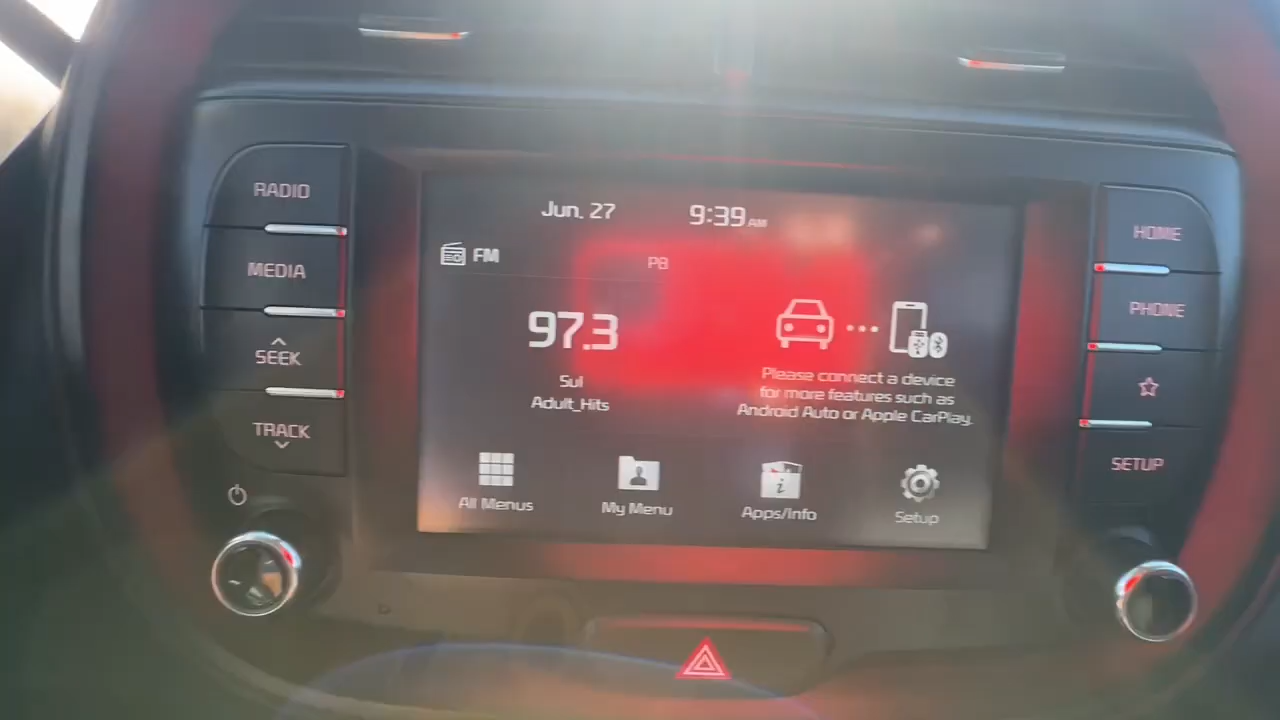 RADIO
MEDIA
SEEK
TRACK
Jun. 27
9:39 AM
FM
P8
97.3
Sul
Adult_Hits
Please connect a device
for more features such as
Android Auto or Apple CarPlay.
All Menus
My Menu
Apps/Info
Setup
HOME
PHONE
SETUP